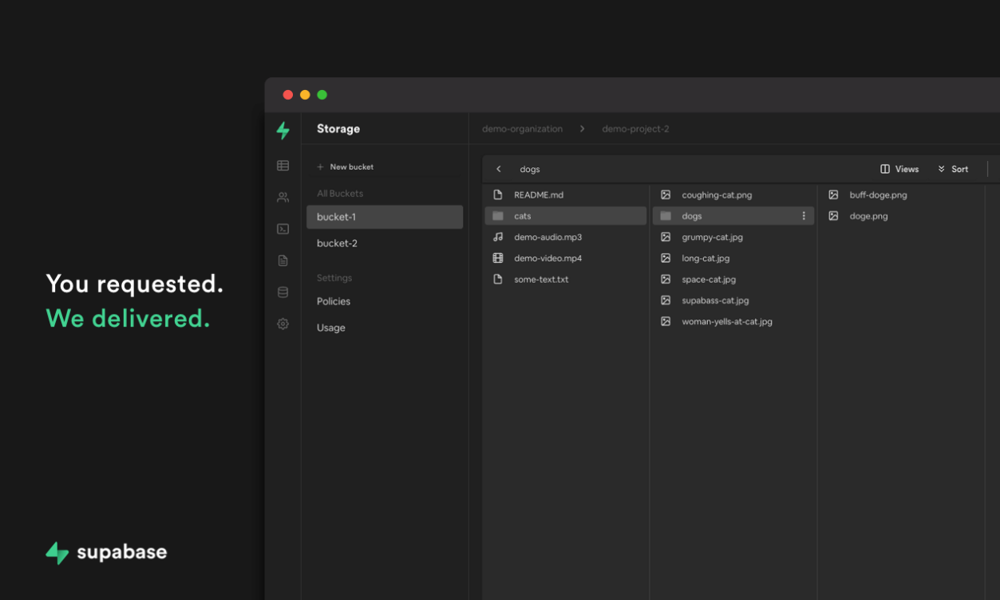 You requested.
We delivered.
supabase
Storage
New bucket
All Buckets
bucket-1
bucket-2
Settings
Policies
Usage
demo-organization > demo-project-2
dogs
Views
Sort
README.md
cats
demo-audio.mp3
demo-video.mp4
some-text.txt
coughing-cat.png
dogs
grumpy-cat.jpg
long-cat.jpg
space-cat.jpg
supabass-cat.jpg
woman-yells-at-cat.jpg
buff-doge.png
doge.png